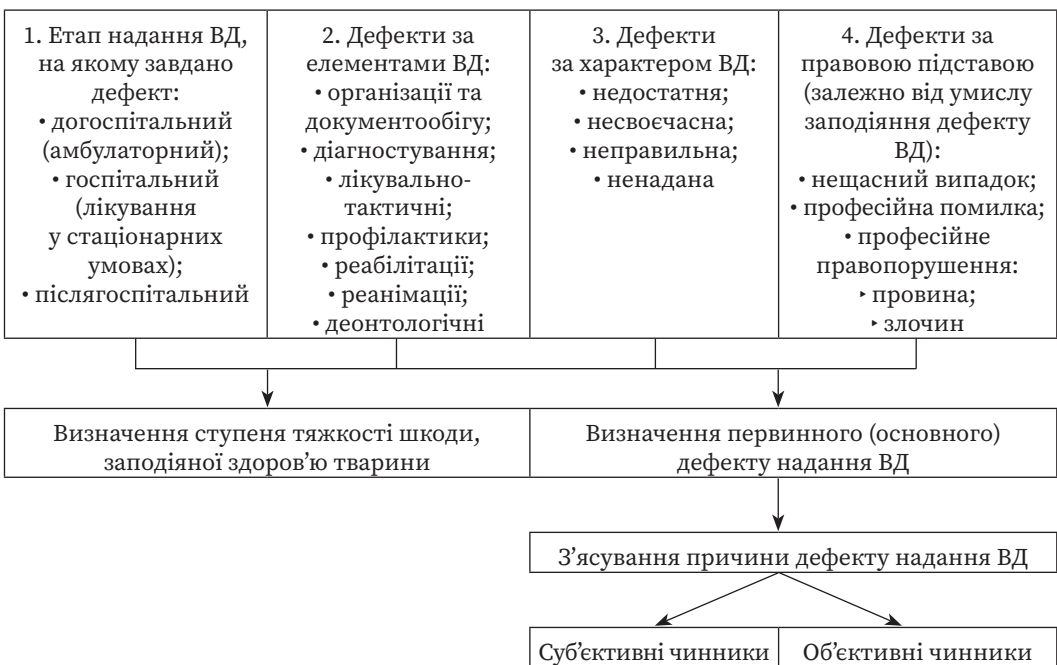 1. Етап надання ВД,
на якому завдано
дефект:
• догоспітальний
(амбулаторний);
• госпітальний
(лікування
у стаціонарних
умовах);
• післягоспітальний
2. Дефекти за
елементами ВД:
• організації та
документообігу;
• діагностування;
• лікувально-
тактичні;
• профілактики;
• реабілітації;
• реанімації;
• деонтологічні
3. Дефекти
за характером ВД:
• недостатня;
• несвоєчасна;
• неправильна;
• ненадана
4. Дефекти за
правовою підставою
(залежно від умислу
заподіяння дефекту
ВД):
• нещасний випадок;
• професійна помилка;
• професійне
правопорушення:
‣ провина;
‣ злочин
Визначення ступеня тяжкості шкоди,
заподіяної здоров’ю тварини
Визначення первинного (основного)
дефекту надання ВД
З’ясування причини дефекту надання ВД
Суб’єктивні чинники
Об’єктивні чинники